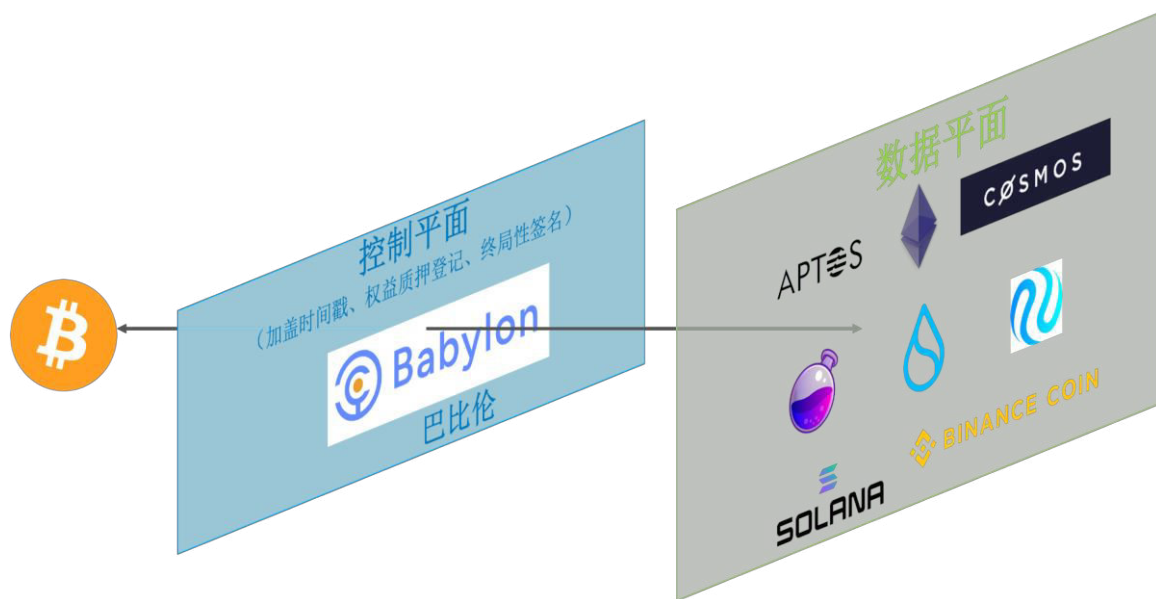 控制平面
（加盖时间戳、权益质押登记、终局性签名）
Babylon
巴比伦
数据平面
COSMOS
APTOS
BINANCE COIN
SOLANA